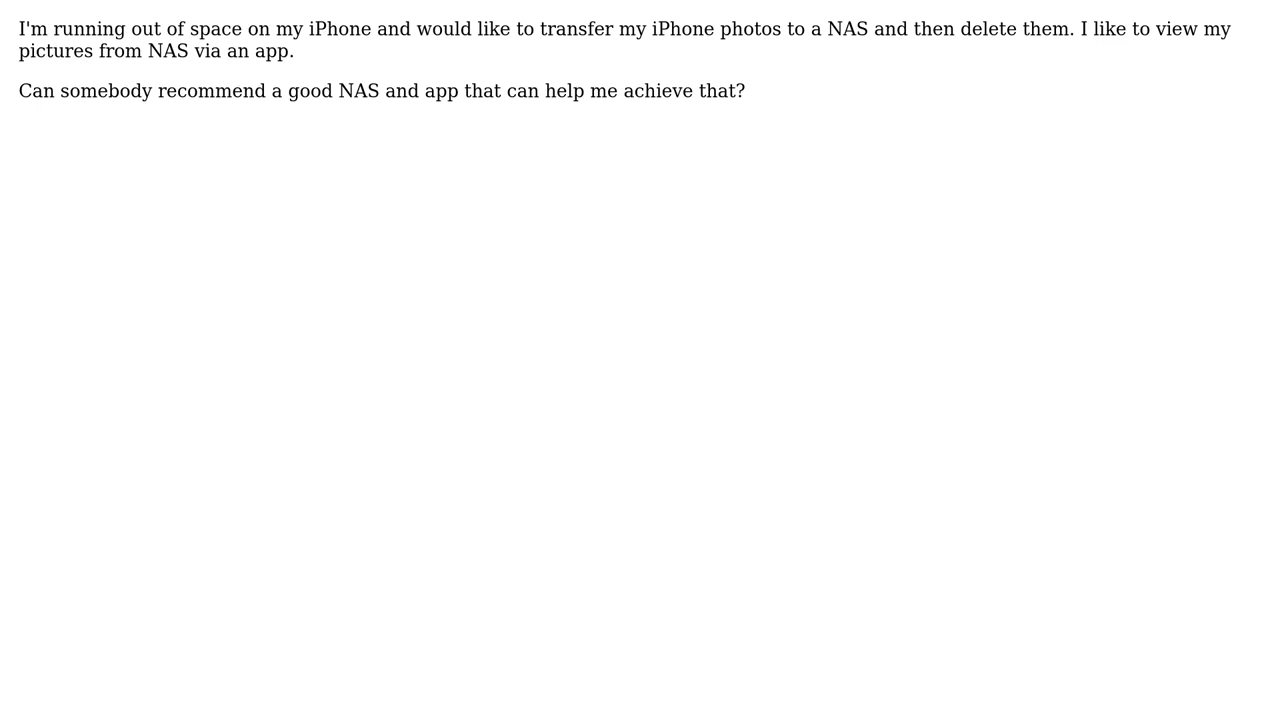 I'm running out of space on my iPhone and would like to transfer my iPhone photos to a NAS and then delete them. I like to view my
pictures from NAS via an app.
Can somebody recommend a good NAS and app that can help me achieve that?